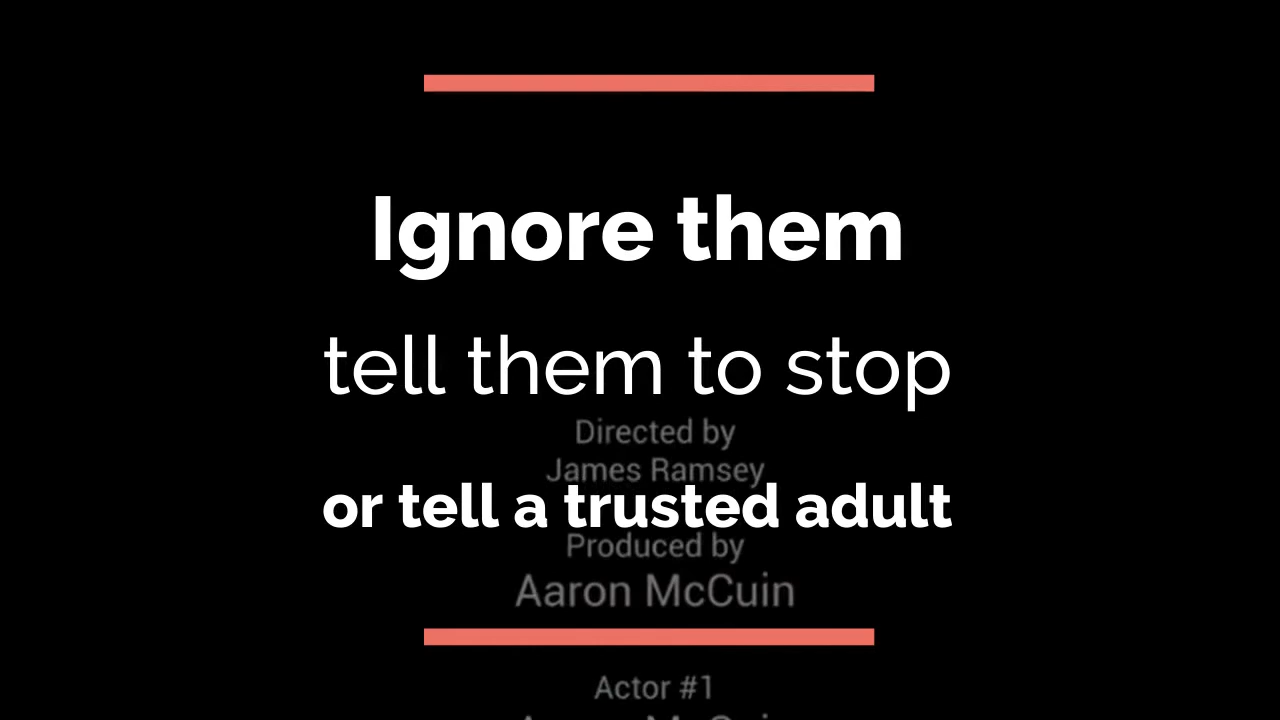 Ignore them
tell them to stop
Directed by
James Ramsey
or tell a trusted adult
Produced by
Aaron McCuin
Actor #1